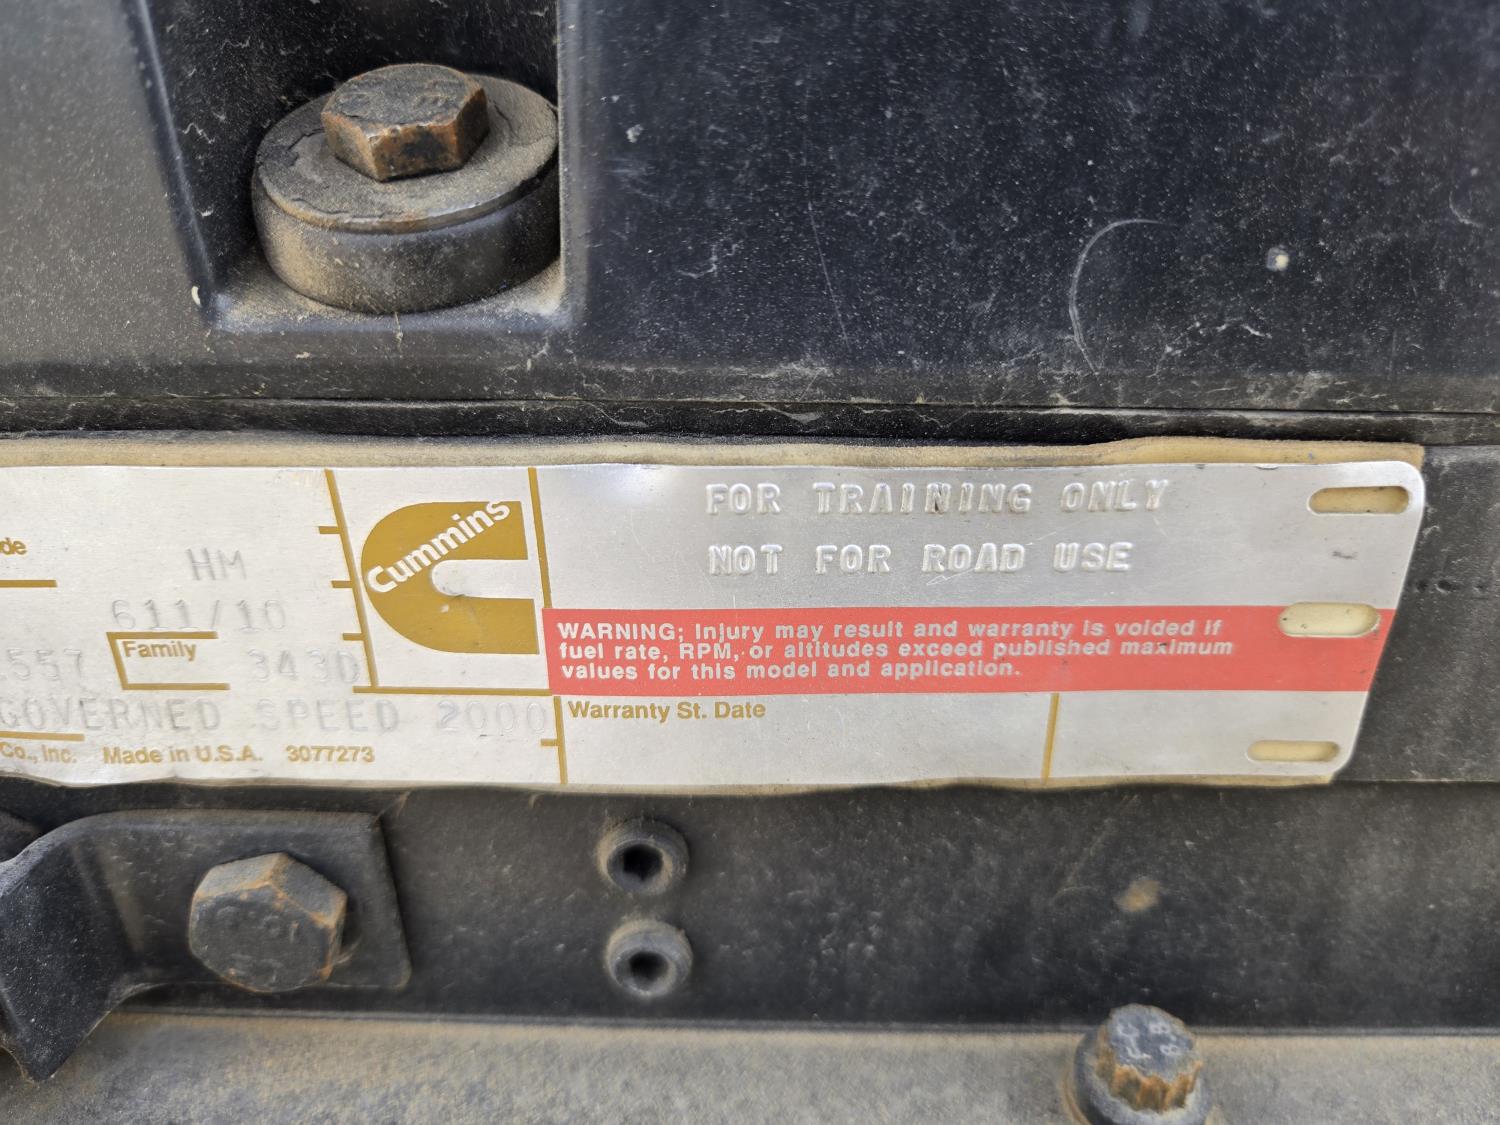 FOR TRAINING ONLY
NOT FOR ROAD USE
Cummins
de
HM
611/10
557 Family 343D
GOVERNED SPEED 2000
Co., Inc. Made in U.S.A. 3077273
WARNING; Injury may result and warranty is voided if
fuel rate, RPM, or altitudes exceed published maximum
values for this model and application.
Warranty St. Date